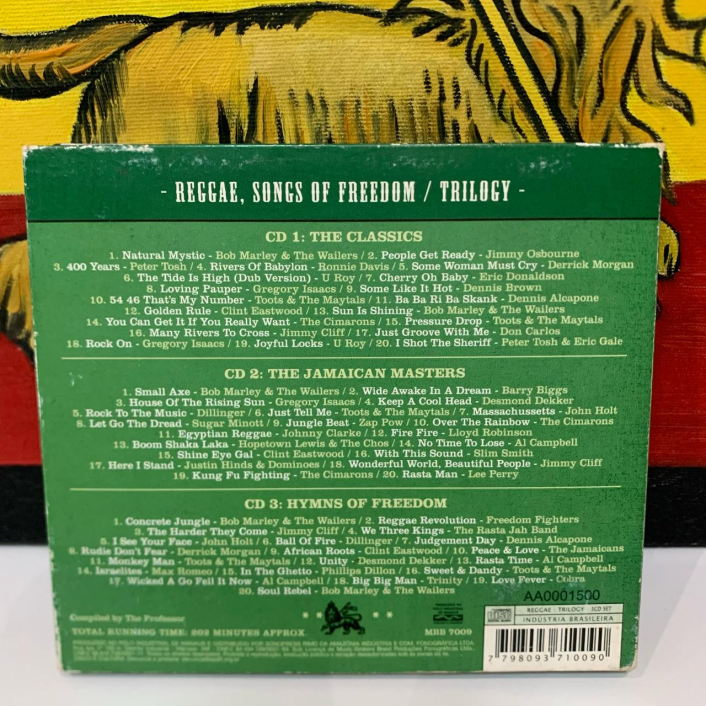 - REGGAE, SONGS OF FREEDOM / TRILOGY -
CD 1: THE CLASSICS
1. Natural Mystic - Bob Marley & The Wailers / 2. People Get Ready - Jimmy Osbourne
3. 400 Years - Peter Tosh / 4. Rivers Of Babylon - Ronnie Davis / 5. Some Woman Must Cry - Derrick Morgan
6. The Tide Is High (Dub Version) - U Roy / 7. Cherry Oh Baby - Eric Donaldson
8. Loving Pauper - Gregory Isaacs / 9. Some Like It Hot - Dennis Brown
10. 54 46 That's My Number - Toots & The Maytals / 11. Ba Ba Ri Ba Skank - Dennis Alcapone
12. Golden Rule - Clint Eastwood / 13. Sun Is Shining - Bob Marley & The Wailers
14. You Can Get It If You Really Want - The Cimarons / 15. Pressure Drop - Toots & The Maytals
16. Many Rivers To Cross - Jimmy Cliff / 17. Just Groove With Me - Don Carlos
18. Rock On - Gregory Isaacs / 19. Joyful Locks - U Roy / 20. I Shot The Sheriff - Peter Tosh & Eric Gale
CD 2: THE JAMAICAN MASTERS
1. Small Axe - Bob Marley & The Wailers / 2. Wide Awake In A Dream - Barry Biggs
3. House Of The Rising Sun - Gregory Isaacs / 4. Keep A Cool Head - Desmond Dekker
5. Rock To The Music - Dillinger / 6. Just Tell Me - Toots & The Maytals / 7. Massachussetts - John Holt
8. Let Go The Dread - Sugar Minott / 9. Jungle Beat - Zap Pow / 10. Over The Rainbow - The Cimarons
11. Egyptian Reggae - Johnny Clarke / 12. Fire Fire - Lloyd Robinson
13. Boom Shaka Laka - Hopetown Lewis & The Chos / 14. No Time To Lose - Al Campbell
15. Shine Eye Gal - Clint Eastwood / 16. With This Sound - Slim Smith
17. Here I Stand - Justin Hinds & Dominoes / 18. Wonderful World, Beautiful People - Jimmy Cliff
19. Kung Fu Fighting - The Cimarons / 20. Rasta Man - Lee Perry
CD 3: HYMNS OF FREEDOM
1. Concrete Jungle - Bob Marley & The Wailers / 2. Reggae Revolution - Freedom Fighters
3. The Harder They Come - Jimmy Cliff / 4. We Three Kings - The Rasta Jah Band
5. I See Your Face - John Holt / 6. Ball Of Fire - Dillinger / 7. Judgement Day - Dennis Alcapone
8. Rudie Don't Fear - Derrick Morgan / 9. African Roots - Clint Eastwood / 10. Peace & Love - The Jamaicans
11. Monkey Man - Toots & The Maytals / 12. Unity - Desmond Dekker / 13. Rasta Time - Al Campbell
14. Israelites - Max Romeo / 15. In The Ghetto - Phillip Dillon / 16. Sweet & Dandy - Toots & The Maytals
17. Wicked A Go Feil It Now - Al Campbell / 18. Big Big Man - Trinity / 19. Love Fever - Cubra
20. Soul Rebel - Bob Marley & The Wailers
AA0001500
Compiled by The Professor
TOTAL RUNNING TIME: 202 MINUTES APPROX.
MBB 7009
REGGAE - TRILOGY - 3CD SET
INDUSTRIA BRASILEIRA
7 798093 710090